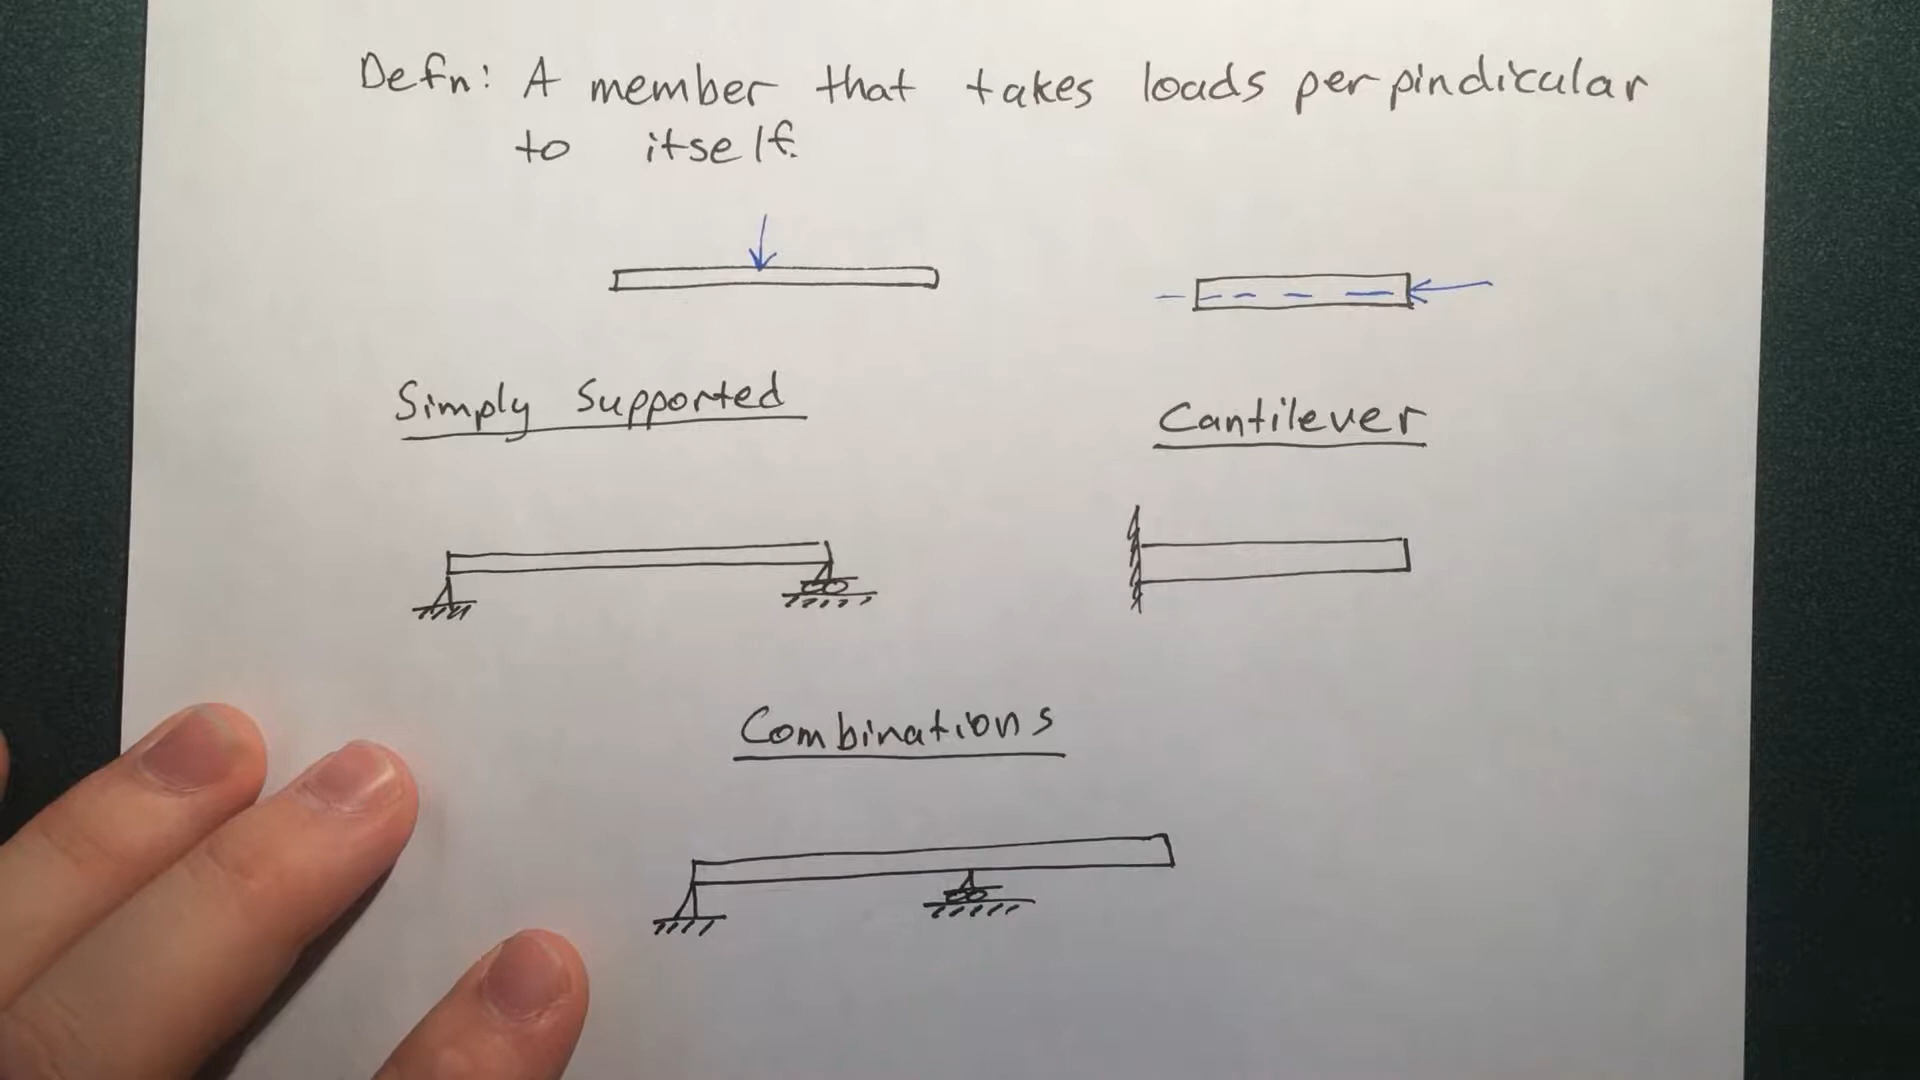 Defn: A member that takes loads perpindicular
to itself.
Simply Supported
Cantilever
Combinations